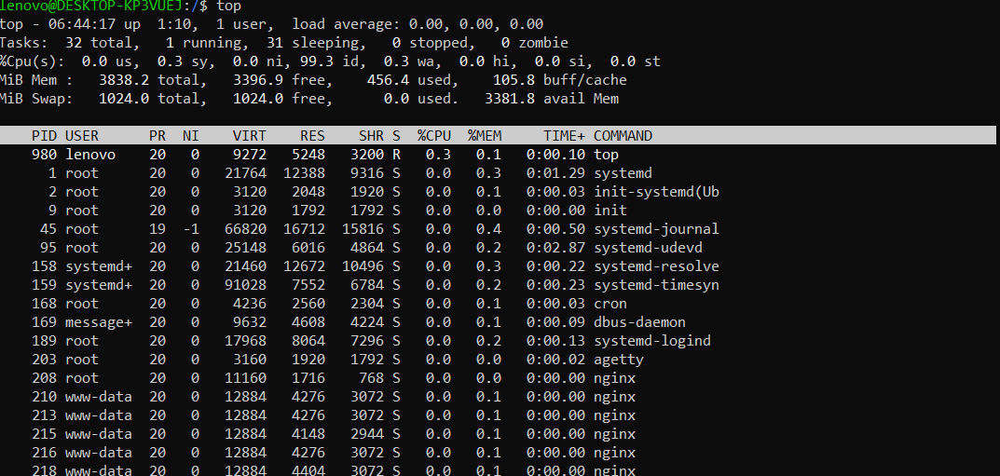 lenovo@DESKTOP-KP3VUEJ:/$ top
top - 06:44:17 up  1:10,  1 user,  load average: 0.00, 0.00, 0.00
Tasks:  32 total,   1 running,  31 sleeping,   0 stopped,   0 zombie
%Cpu(s):  0.0 us,  0.3 sy,  0.0 ni, 99.3 id,  0.3 wa,  0.0 hi,  0.0 si,  0.0 st
MiB Mem :   3838.2 total,   3396.9 free,    456.4 used,    105.8 buff/cache
MiB Swap:   1024.0 total,   1024.0 free,      0.0 used.   3381.8 avail Mem
PID USER      PR  NI    VIRT    RES    SHR S  %CPU  %MEM     TIME+ COMMAND
980 lenovo    20   0    9272   5248   3200 R   0.3   0.1   0:00.10 top
1 root      20   0   21764  12388   9316 S   0.0   0.3   0:01.29 systemd
2 root      20   0    3120   2048   1920 S   0.0   0.1   0:00.03 init-systemd(Ub
9 root      20   0    3120   1792   1792 S   0.0   0.0   0:00.00 init
45 root      19  -1   66820  16712  15816 S   0.0   0.4   0:00.50 systemd-journal
95 root      20   0   25148   6016   4864 S   0.0   0.2   0:02.87 systemd-udevd
158 systemd+  20   0   21460  12672  10496 S   0.0   0.3   0:00.22 systemd-resolve
159 systemd+  20   0   91028   7552   6784 S   0.0   0.2   0:00.23 systemd-timesyn
168 root      20   0    4236   2560   2304 S   0.0   0.1   0:00.03 cron
169 message+  20   0    9632   4608   4224 S   0.0   0.1   0:00.09 dbus-daemon
189 root      20   0   17968   8064   7296 S   0.0   0.2   0:00.13 systemd-logind
203 root      20   0    3160   1920   1792 S   0.0   0.0   0:00.02 agetty
208 root      20   0   11160   1716    768 S   0.0   0.0   0:00.00 nginx
210 www-data  20   0   12884   4276   3072 S   0.0   0.1   0:00.00 nginx
213 www-data  20   0   12884   4276   3072 S   0.0   0.1   0:00.00 nginx
215 www-data  20   0   12884   4148   2944 S   0.0   0.1   0:00.00 nginx
216 www-data  20   0   12884   4276   3072 S   0.0   0.1   0:00.00 nginx
218 www-data  20   0   12884   4404   3072 S   0.0   0.1   0:00.00 nginx